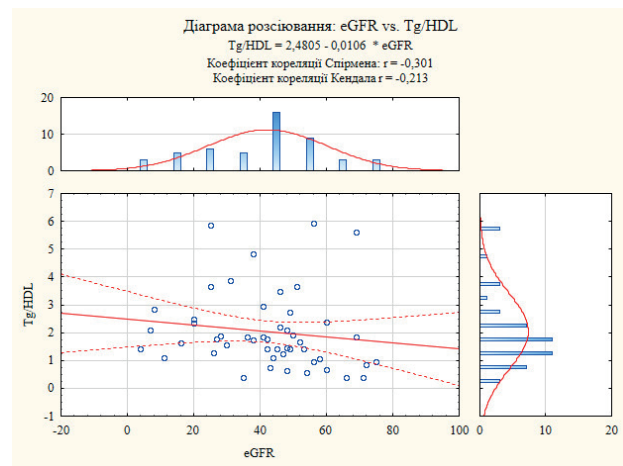 Діаграма розсіювання: eGFR vs. Tg/HDL
Tg/HDL = 2,4805 - 0,0106 * eGFR
Коефіцієнт кореляції Спірмена: r = -0,301
Коефіцієнт кореляції Кендала r = -0,213
20
10
0
7
6
5
4
3
2
1
0
-1
Tg/HDL
-20 0 20 40 60 80 100
0 10 20
eGFR